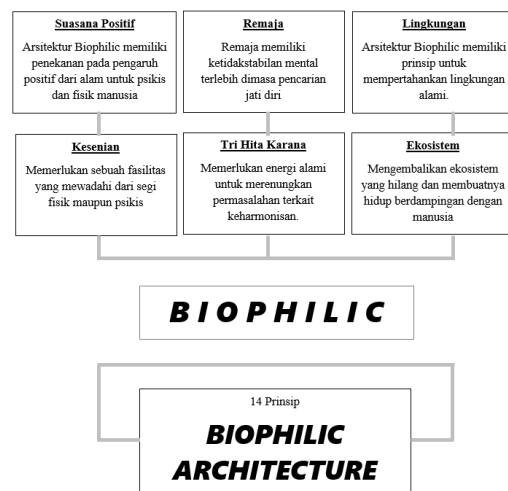 Suasana Positif
Arsitektur Biophilic memiliki
penekanan pada pengaruh
positif dari alam untuk psikis
dan fisik manusia
Remaja
Remaja memiliki
ketidakstabilan mental
terlebih dimasa pencarian
jati diri
Lingkungan
Arsitektur Biophilic memiliki
prinsip untuk
mempertahankan lingkungan
alami.
Kesenian
Memerlukan sebuah fasilitas
yang mewadahi dari segi
fisik maupun psikis
Tri Hita Karana
Memerlukan energi alami
untuk merenungkan
permasalahan terkait
keharmonisan.
Ekosistem
Mengembalikan ekosistem
yang hilang dan membuatnya
hidup berdampingan dengan
manusia
BIOPHILIC
14 Prinsip
BIOPHILIC
ARCHITECTURE